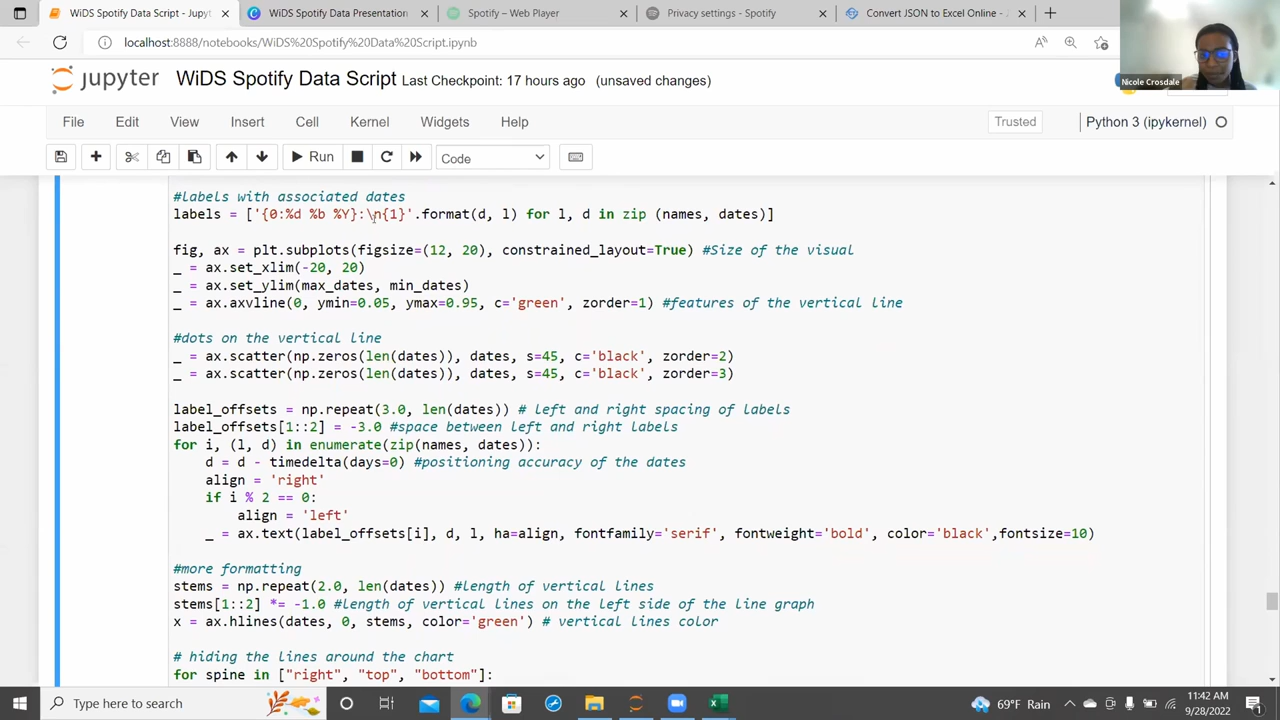 WiDS Spotify Data Script - Jupyt
WiDS Spotify Data Presentation
Spotify – Web Player
Privacy settings - Spotify
Convert JSON to Excel Online -
localhost:8888/notebooks/WiDS%20Spotify%20Data%20Script.ipynb
Nicole Crosdale
jupyter WiDS Spotify Data Script Last Checkpoint: 17 hours ago (unsaved changes)
File Edit View Insert Cell Kernel Widgets Help Trusted Python 3 (ipykernel)
Run Code
#labels with associated dates
labels = ['{0:%d %b %Y}:\n{1}'.format(d, l) for l, d in zip (names, dates)]
fig, ax = plt.subplots(figsize=(12, 20), constrained_layout=True) #Size of the visual
_ = ax.set_xlim(-20, 20)
_ = ax.set_ylim(max_dates, min_dates)
_ = ax.axvline(0, ymin=0.05, ymax=0.95, c='green', zorder=1) #features of the vertical line
#dots on the vertical line
_ = ax.scatter(np.zeros(len(dates)), dates, s=45, c='black', zorder=2)
_ = ax.scatter(np.zeros(len(dates)), dates, s=45, c='black', zorder=3)
label_offsets = np.repeat(3.0, len(dates)) # left and right spacing of labels
label_offsets[1::2] = -3.0 #space between left and right labels
for i, (l, d) in enumerate(zip(names, dates)):
d = d - timedelta(days=0) #positioning accuracy of the dates
align = 'right'
if i % 2 == 0:
align = 'left'
_ = ax.text(label_offsets[i], d, l, ha=align, fontfamily='serif', fontweight='bold', color='black',fontsize=10)
#more formatting
stems = np.repeat(2.0, len(dates)) #length of vertical lines
stems[1::2] *= -1.0 #length of vertical lines on the left side of the line graph
x = ax.hlines(dates, 0, stems, color='green') # vertical lines color
# hiding the lines around the chart
for spine in ["right", "top", "bottom"]:
Type here to search
69°F Rain
11:42 AM
9/28/2022